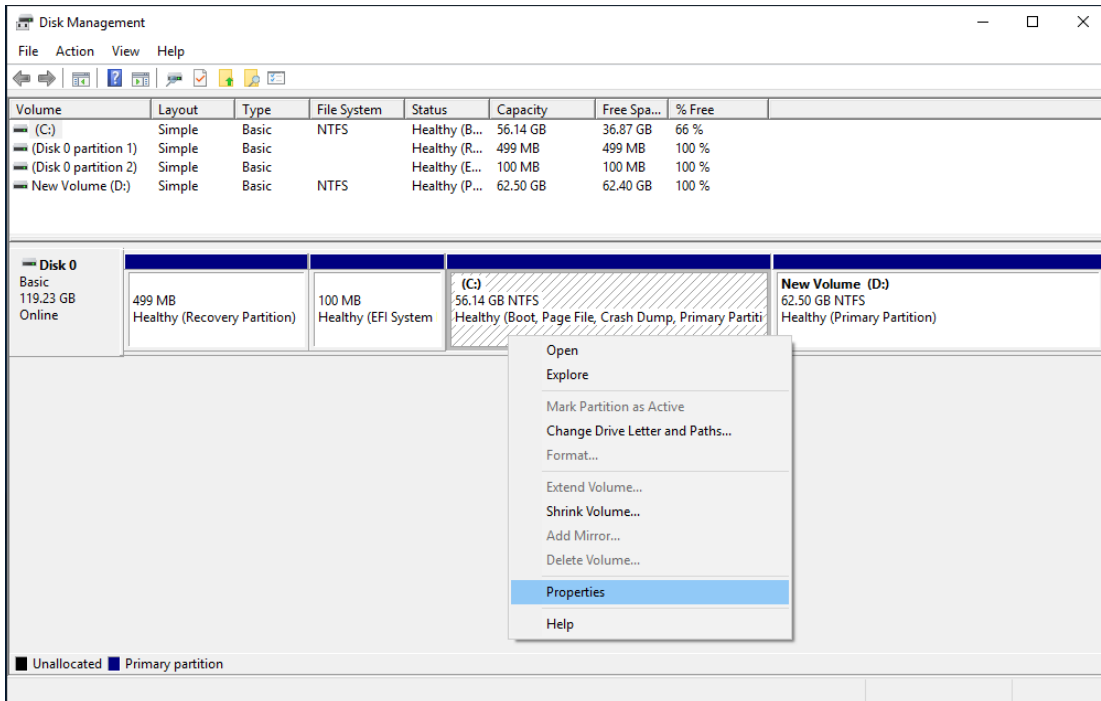 Disk Management
File Action View Help
Volume Layout Type File System Status Capacity Free Spa... % Free
(C:) Simple Basic NTFS Healthy (B... 56.14 GB 36.87 GB 66 %
(Disk 0 partition 1) Simple Basic Healthy (R... 499 MB 499 MB 100 %
(Disk 0 partition 2) Simple Basic Healthy (E... 100 MB 100 MB 100 %
New Volume (D:) Simple Basic NTFS Healthy (P... 62.50 GB 62.40 GB 100 %
Disk 0
Basic
119.23 GB
Online
499 MB
Healthy (Recovery Partition)
100 MB
Healthy (EFI System
(C:)
56.14 GB NTFS
Healthy (Boot, Page File, Crash Dump, Primary Partiti
New Volume (D:)
62.50 GB NTFS
Healthy (Primary Partition)
Open
Explore
Mark Partition as Active
Change Drive Letter and Paths...
Format...
Extend Volume...
Shrink Volume...
Add Mirror...
Delete Volume...
Properties
Help
Unallocated Primary partition